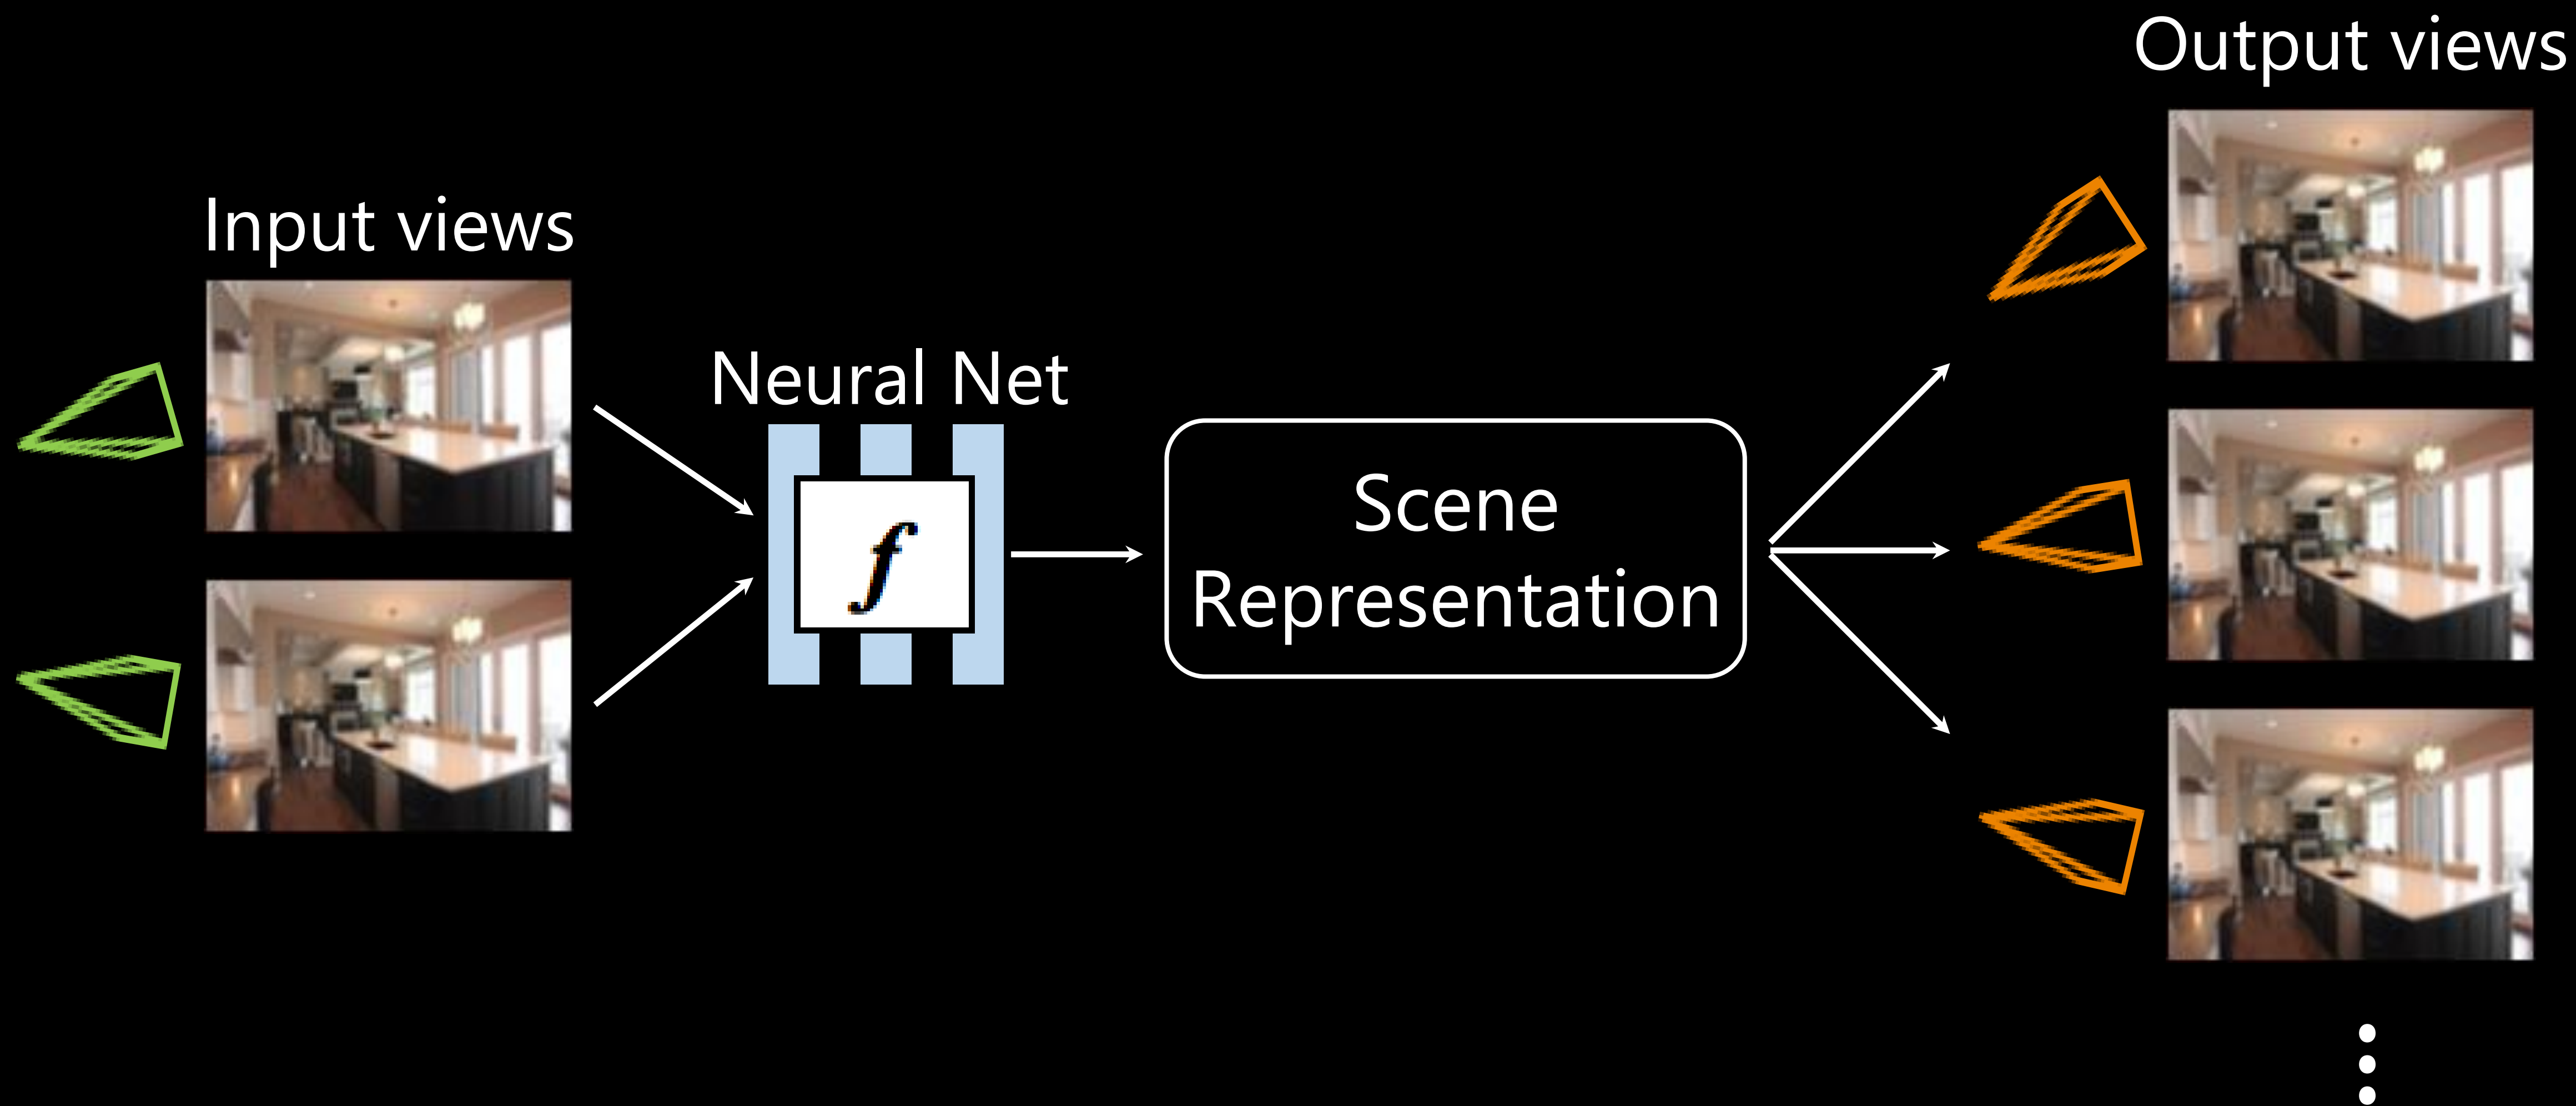 Input views
Neural Net
f
Scene
Representation
Output views